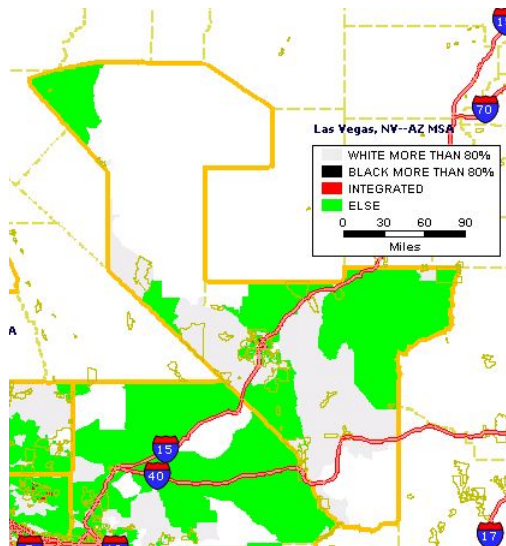 15
70
Las Vegas, NV--AZ MSA
WHITE MORE THAN 80%
BLACK MORE THAN 80%
INTEGRATED
ELSE
0 30 60 90
Miles
A
15
40
17